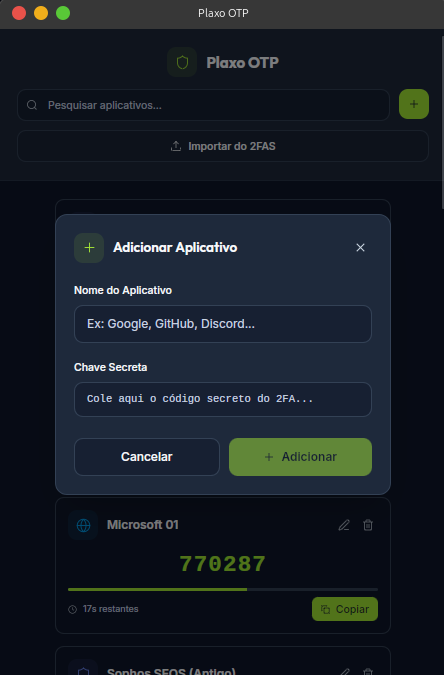 Plaxo OTP
Plaxo OTP
Pesquisar aplicativos...
Importar do 2FAS
Adicionar Aplicativo
Nome do Aplicativo
Ex: Google, GitHub, Discord...
Chave Secreta
Cole aqui o código secreto do 2FA...
Cancelar
Adicionar
Microsoft 01
770287
17s restantes
Copiar
Sophos SFOS (Antigo)